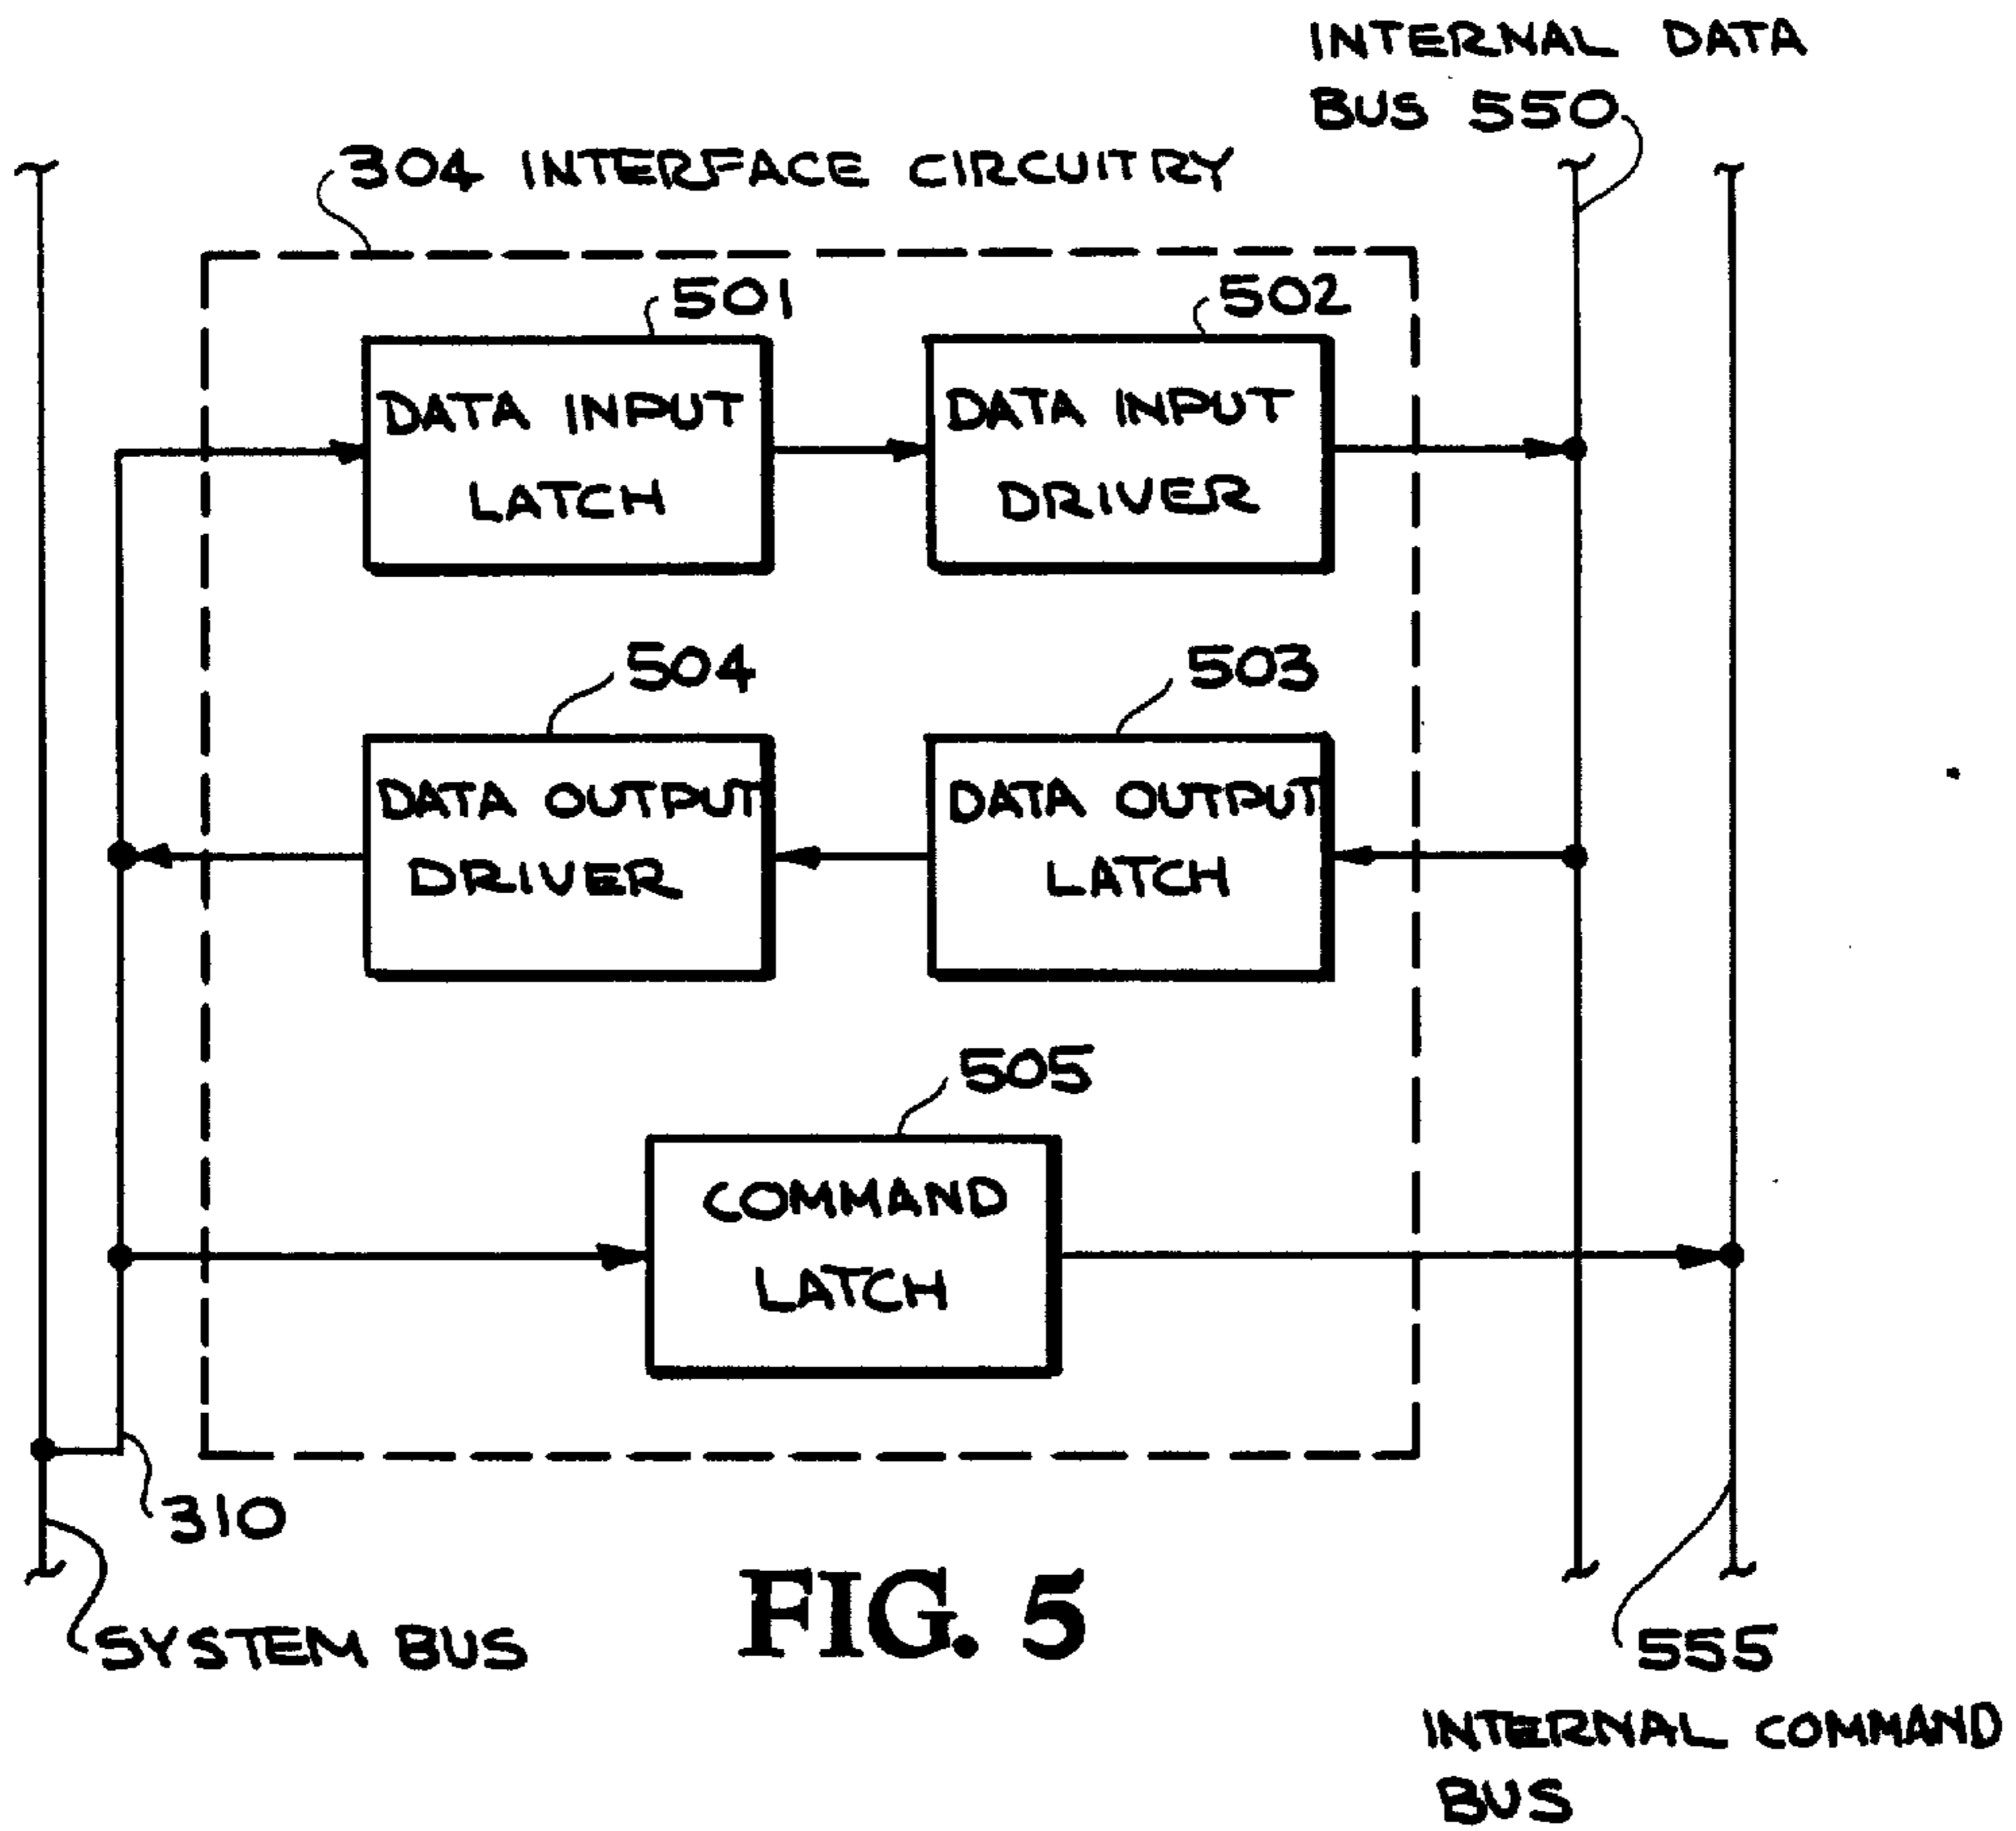 INTERNAL DATA
BUS 550
304 INTERFACE CIRCUITRY
501
502
DATA INPUT
LATCH
DATA INPUT
DRIVER
504
503
DATA OUTPUT
DRIVER
DATA OUTPUT
LATCH
505
COMMAND
LATCH
310
SYSTEM BUS
FIG. 5
555
INTERNAL COMMAND
BUS